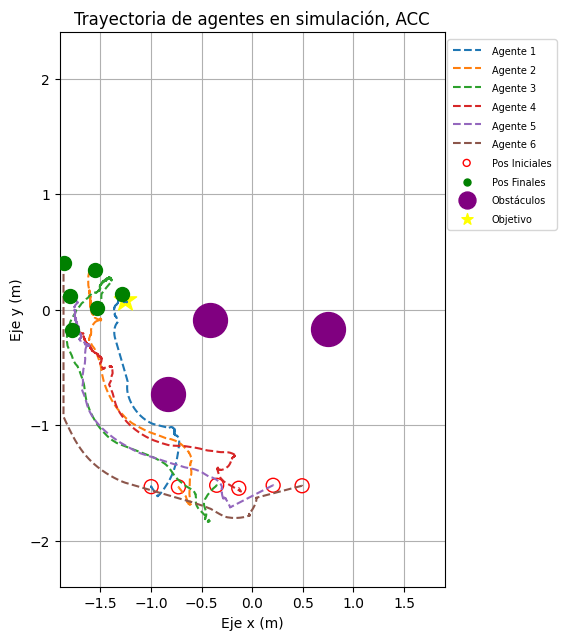 Trayectoria de agentes en simulación, ACC
Eje y (m)
2
1
0
−1
−2
−1.5
−1.0
−0.5
0.0
0.5
1.0
1.5
Eje x (m)
Agente 1
Agente 2
Agente 3
Agente 4
Agente 5
Agente 6
Pos Iniciales
Pos Finales
Obstáculos
Objetivo